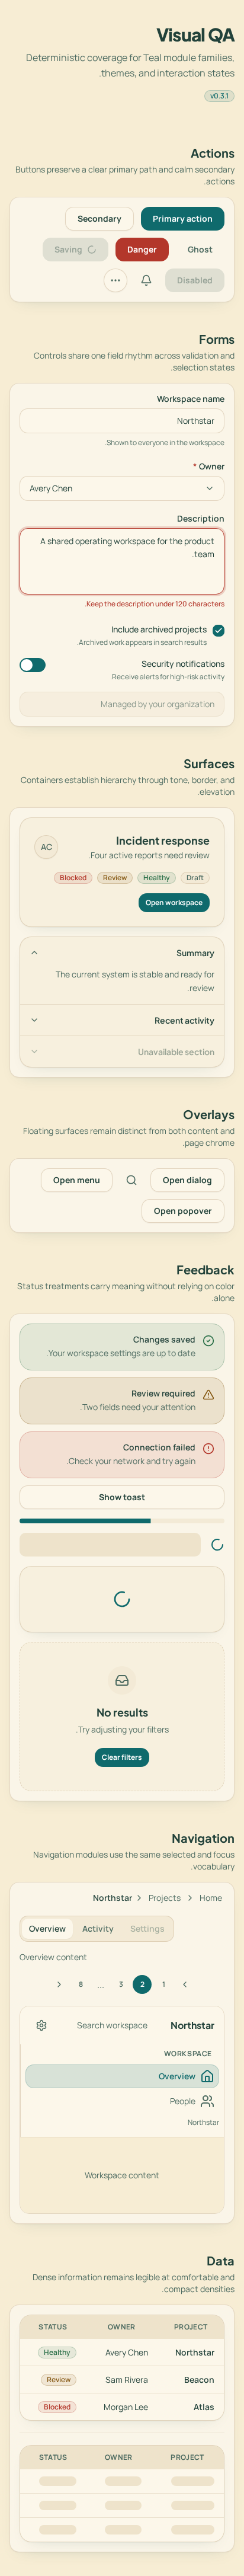 Visual QA
Deterministic coverage for Teal module families,
.themes, and interaction states
v0.3.1
Actions
Buttons preserve a clear primary path and calm secondary
.actions
Primary action
Secondary
Ghost
Danger
Saving
Disabled
Forms
Controls share one field rhythm across validation and
.selection states
Workspace name
Northstar
.Shown to everyone in the workspace
* Owner
Avery Chen
Description
A shared operating workspace for the product
.team
.Keep the description under 120 characters
Include archived projects
.Archived work appears in search results
Security notifications
.Receive alerts for high-risk activity
Managed by your organization
Surfaces
Containers establish hierarchy through tone, border, and
.elevation
Incident response
AC
.Four active reports need review
Draft
Healthy
Review
Blocked
Open workspace
Summary
The current system is stable and ready for
.review
Recent activity
Unavailable section
Overlays
Floating surfaces remain distinct from both content and
.page chrome
Open dialog
Open menu
Open popover
Feedback
Status treatments carry meaning without relying on color
.alone
Changes saved
.Your workspace settings are up to date
Review required
.Two fields need your attention
Connection failed
.Check your network and try again
Show toast
No results
.Try adjusting your filters
Clear filters
Navigation
Navigation modules use the same selected and focus
.vocabulary
Home
Projects
Northstar
Overview
Activity
Settings
Overview content
1
2
3
...
8
Northstar
Search workspace
WORKSPACE
Overview
People
Northstar
Workspace content
Data
Dense information remains legible at comfortable and
.compact densities
PROJECT
OWNER
STATUS
Northstar
Avery Chen
Healthy
Beacon
Sam Rivera
Review
Atlas
Morgan Lee
Blocked
PROJECT
OWNER
STATUS